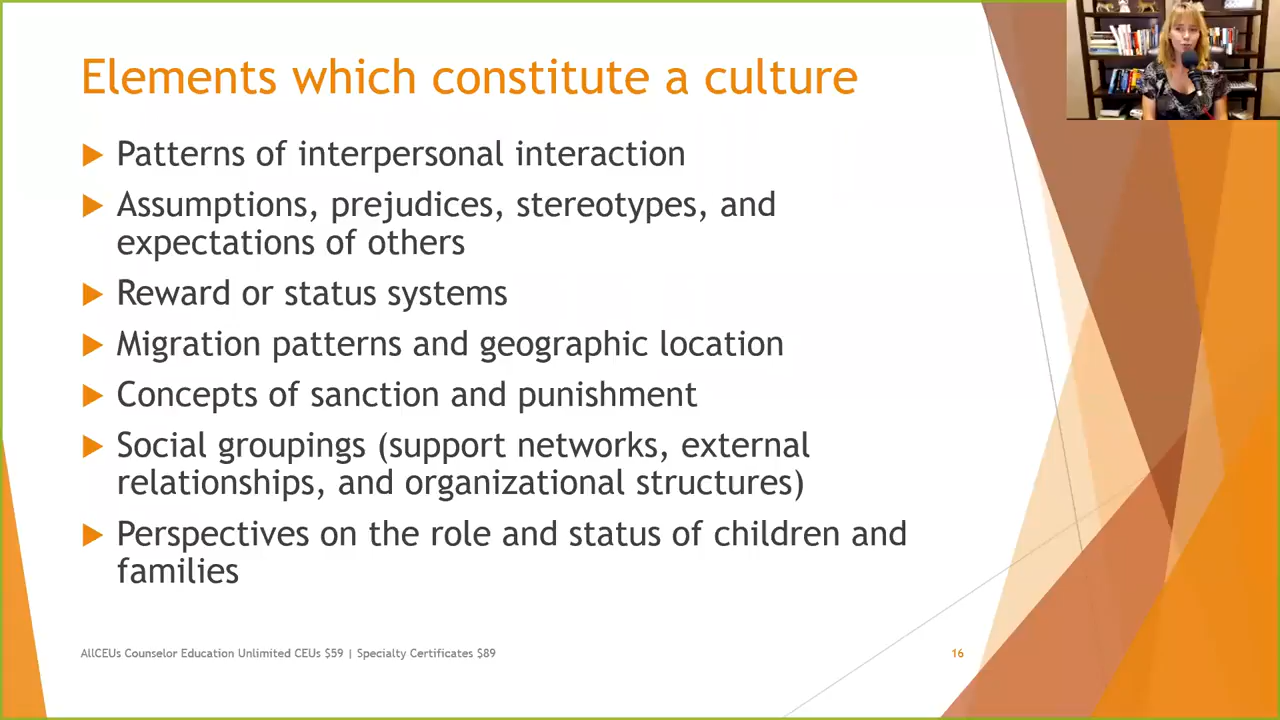 Elements which constitute a culture
Patterns of interpersonal interaction
Assumptions, prejudices, stereotypes, and
expectations of others
Reward or status systems
Migration patterns and geographic location
Concepts of sanction and punishment
Social groupings (support networks, external
relationships, and organizational structures)
Perspectives on the role and status of children and
families
AllCEUs Counselor Education Unlimited CEUs $59 | Specialty Certificates $89
16